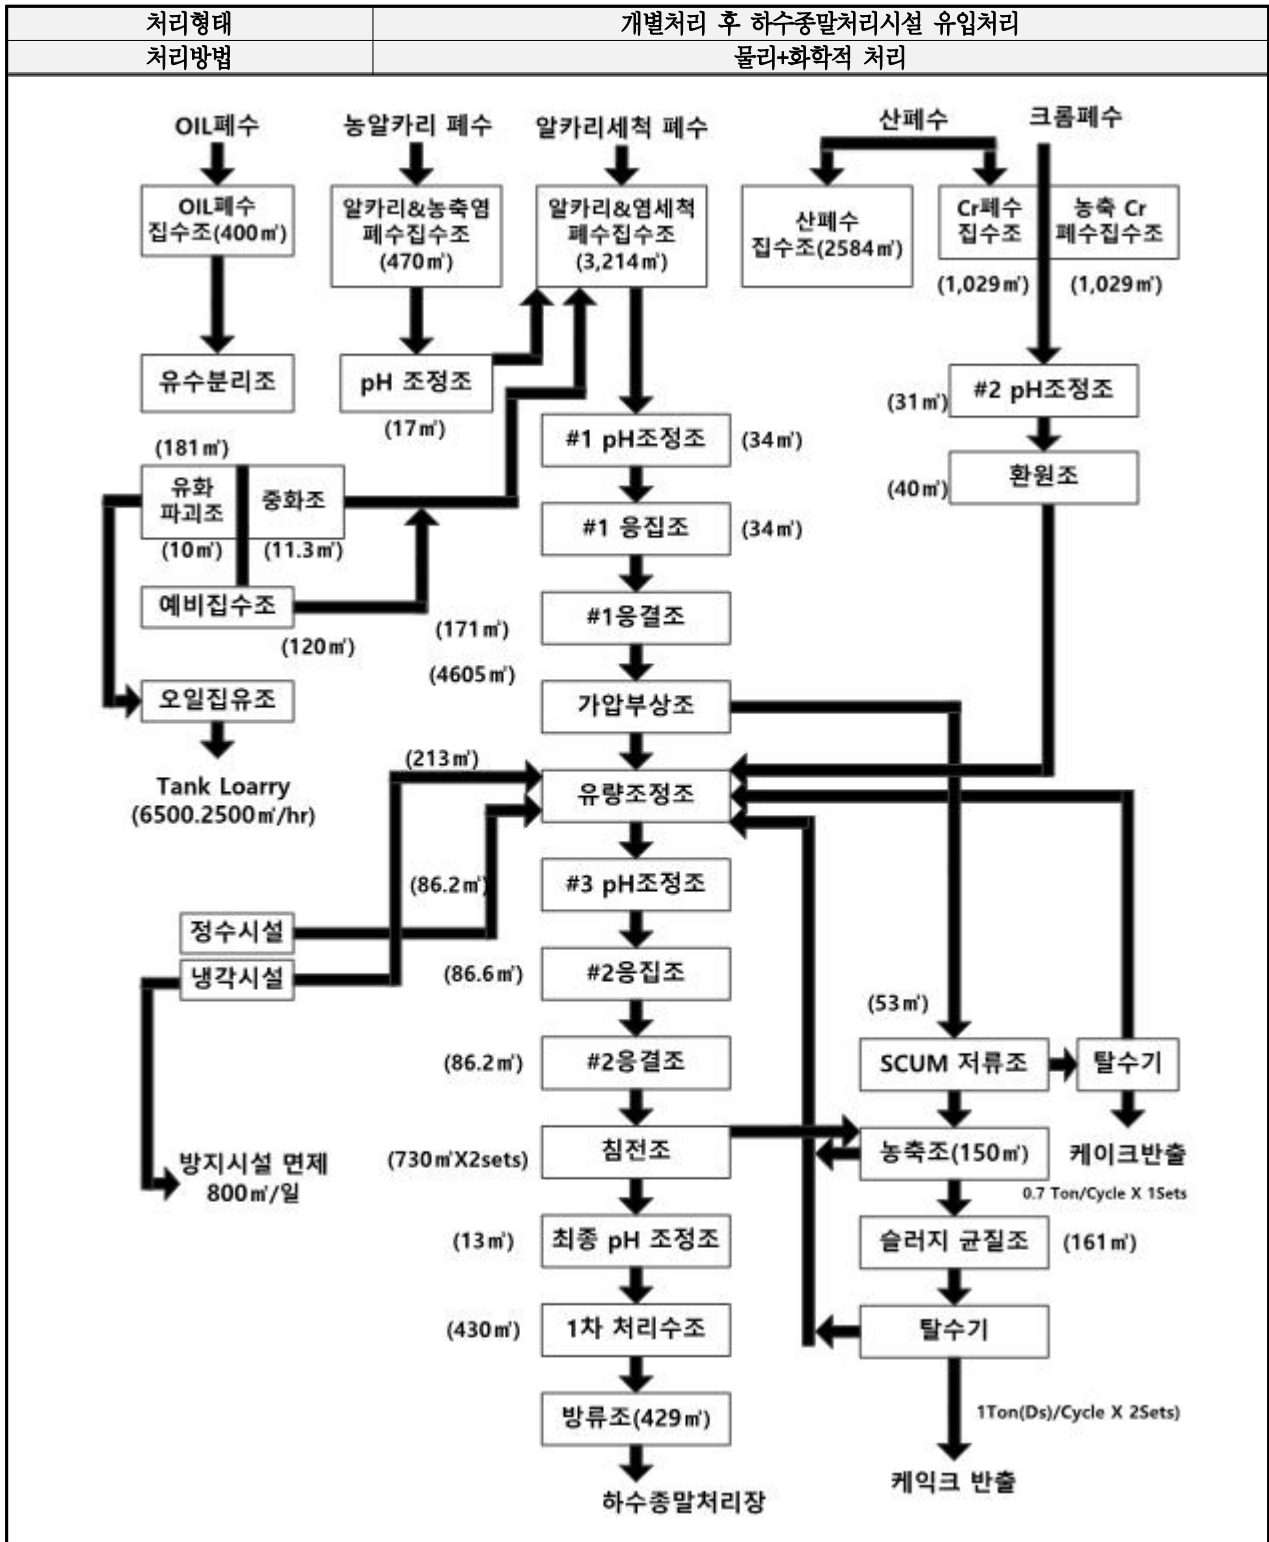 처리형태
개별처리 후 하수종말처리시설 유입처리
처리방법
물리+화학적 처리
OIL폐수
농알카리 폐수
알카리세척 폐수
산폐수
크롬폐수
OIL폐수
집수조(400㎥)
알카리&농축염
폐수집수조
(470㎥)
알카리&염세척
폐수집수조
(3,214㎥)
산폐수
집수조(2584㎥)
Cr폐수
집수조
농축 Cr
폐수집수조
(1,029㎥)
(1,029㎥)
유수분리조
pH 조정조
(31㎥)
#2 pH조정조
(17㎥)
(181㎥)
#1 pH조정조
(34㎥)
유화
파괴조
중화조
(40㎥)
환원조
(10㎥)
(11.3㎥)
#1 응집조
(34㎥)
예비집수조
(120㎥)
(171㎥)
#1응결조
(4605㎥)
오일집유조
가압부상조
Tank Loarry
(6500.2500㎥/hr)
(213㎥)
유량조정조
(86.2㎥)
#3 pH조정조
정수시설
냉각시설
(86.6㎥)
#2응집조
(53㎥)
(86.2㎥)
#2응결조
SCUM 저류조
탈수기
방지시설 면제
800㎥/일
(730㎥X2sets)
침전조
농축조(150㎥)
케이크반출
0.7 Ton/Cycle X 1Sets
(13㎥)
최종 pH 조정조
슬러지 균질조
(161㎥)
(430㎥)
1차 처리수조
탈수기
방류조(429㎥)
1Ton(Ds)/Cycle X 2Sets)
하수종말처리장
케익크 반출